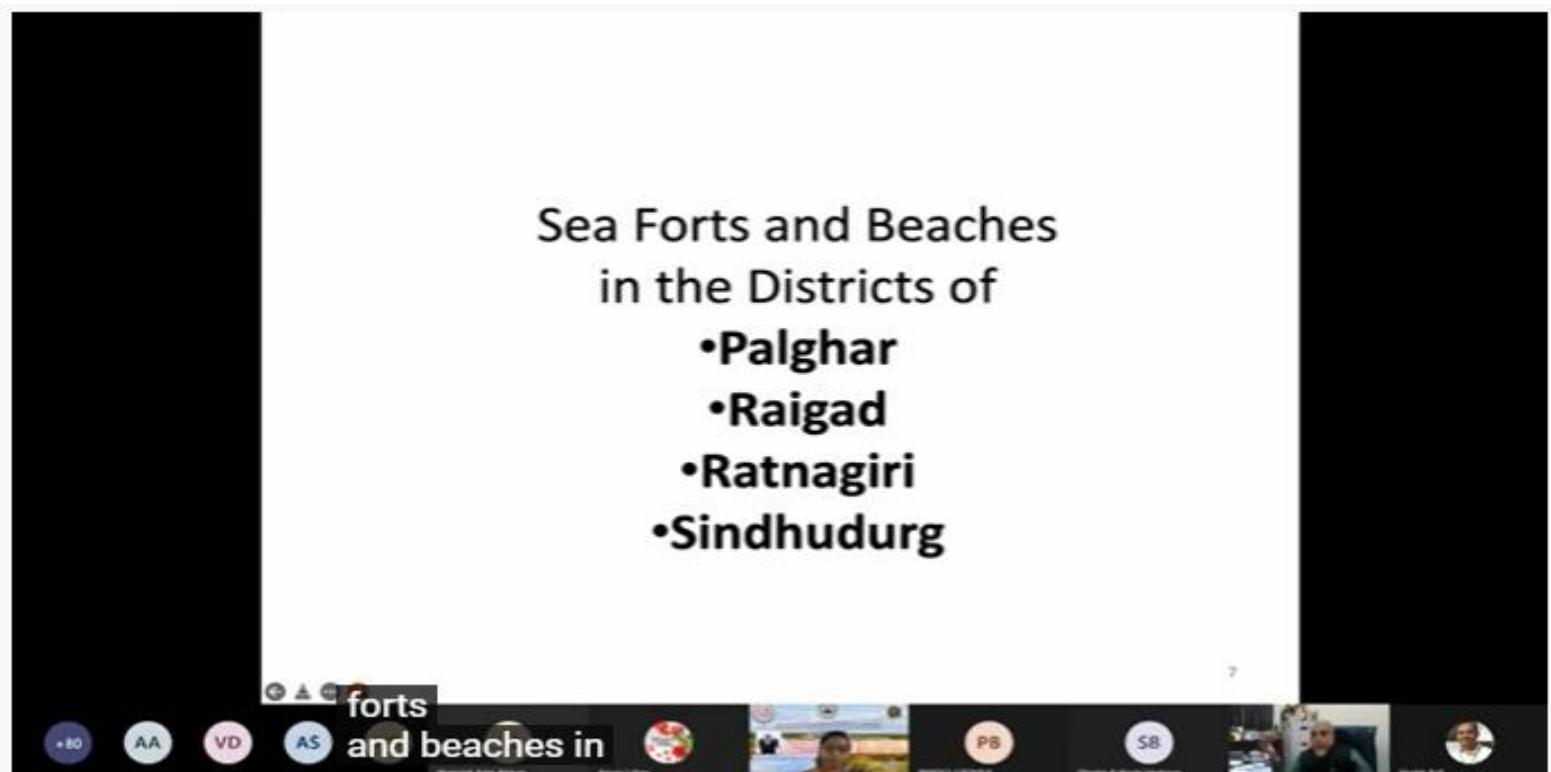 Sea Forts and Beaches
in the Districts of
•Palghar
•Raigad
•Ratnagiri
•Sindhudurg
7
forts
and beaches in
+80
AA
VD
AS
PB
SB